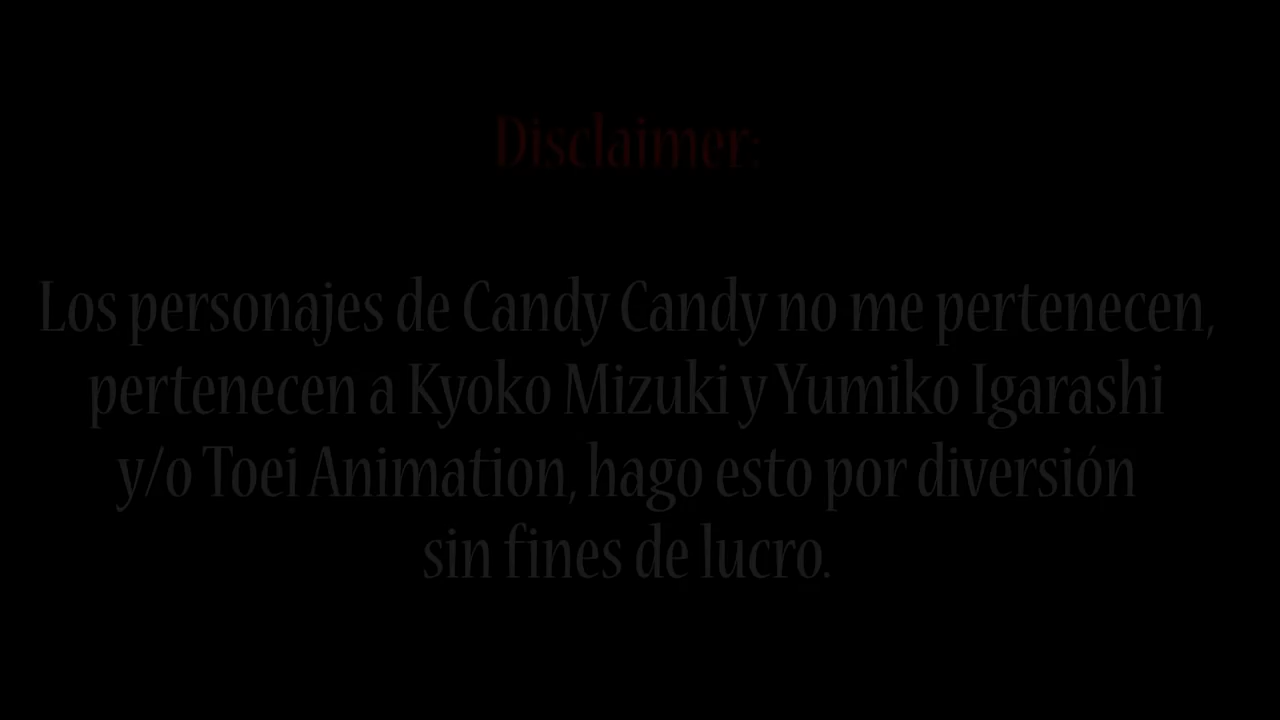 Disclaimer:
Los personajes de Candy Candy no me pertenecen,
pertenecen a Kyoko Mizuki y Yumiko Igarashi
y/o Toei Animation, hago esto por diversión
sin fines de lucro.